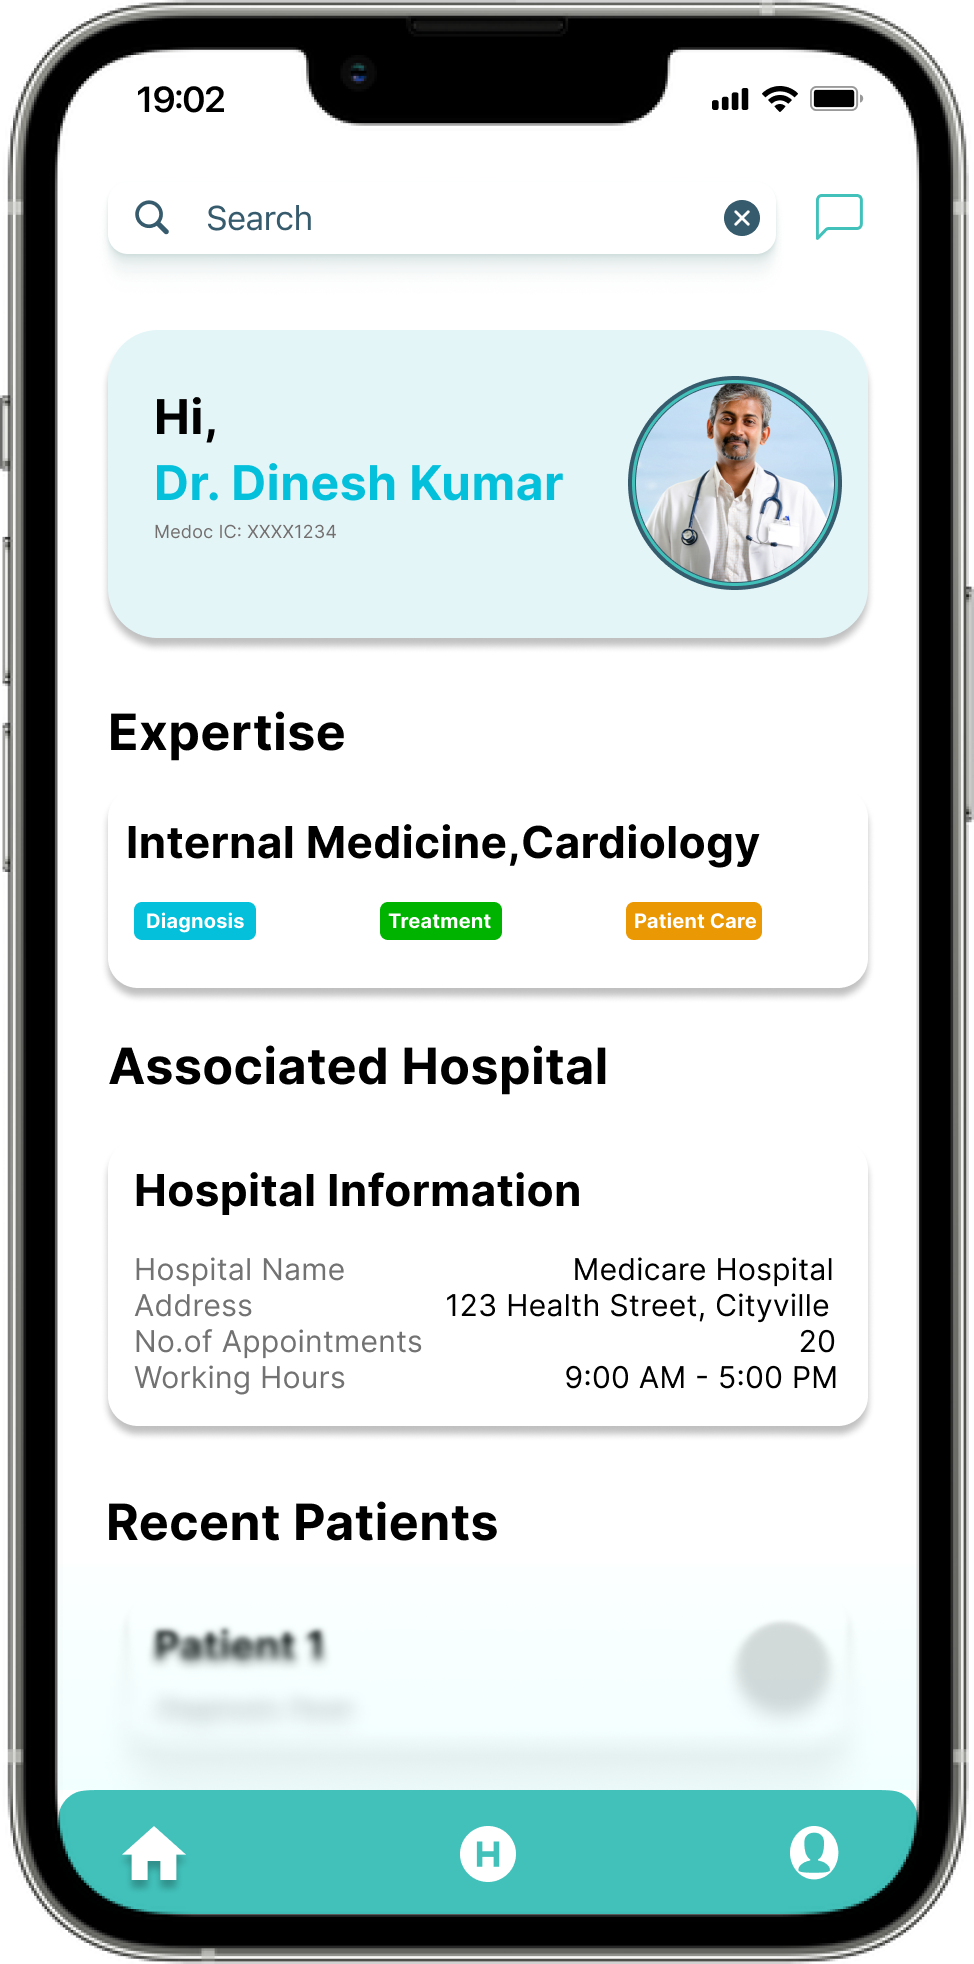 19:02
Search
Hi,
Dr. Dinesh Kumar
Medoc IC: XXXX1234
Expertise
Internal Medicine,Cardiology
Diagnosis Treatment Patient Care
Associated Hospital
Hospital Information
Hospital Name Medicare Hospital
Address 123 Health Street, Cityville
No.of Appointments 20
Working Hours 9:00 AM - 5:00 PM
Recent Patients
Patient 1
H